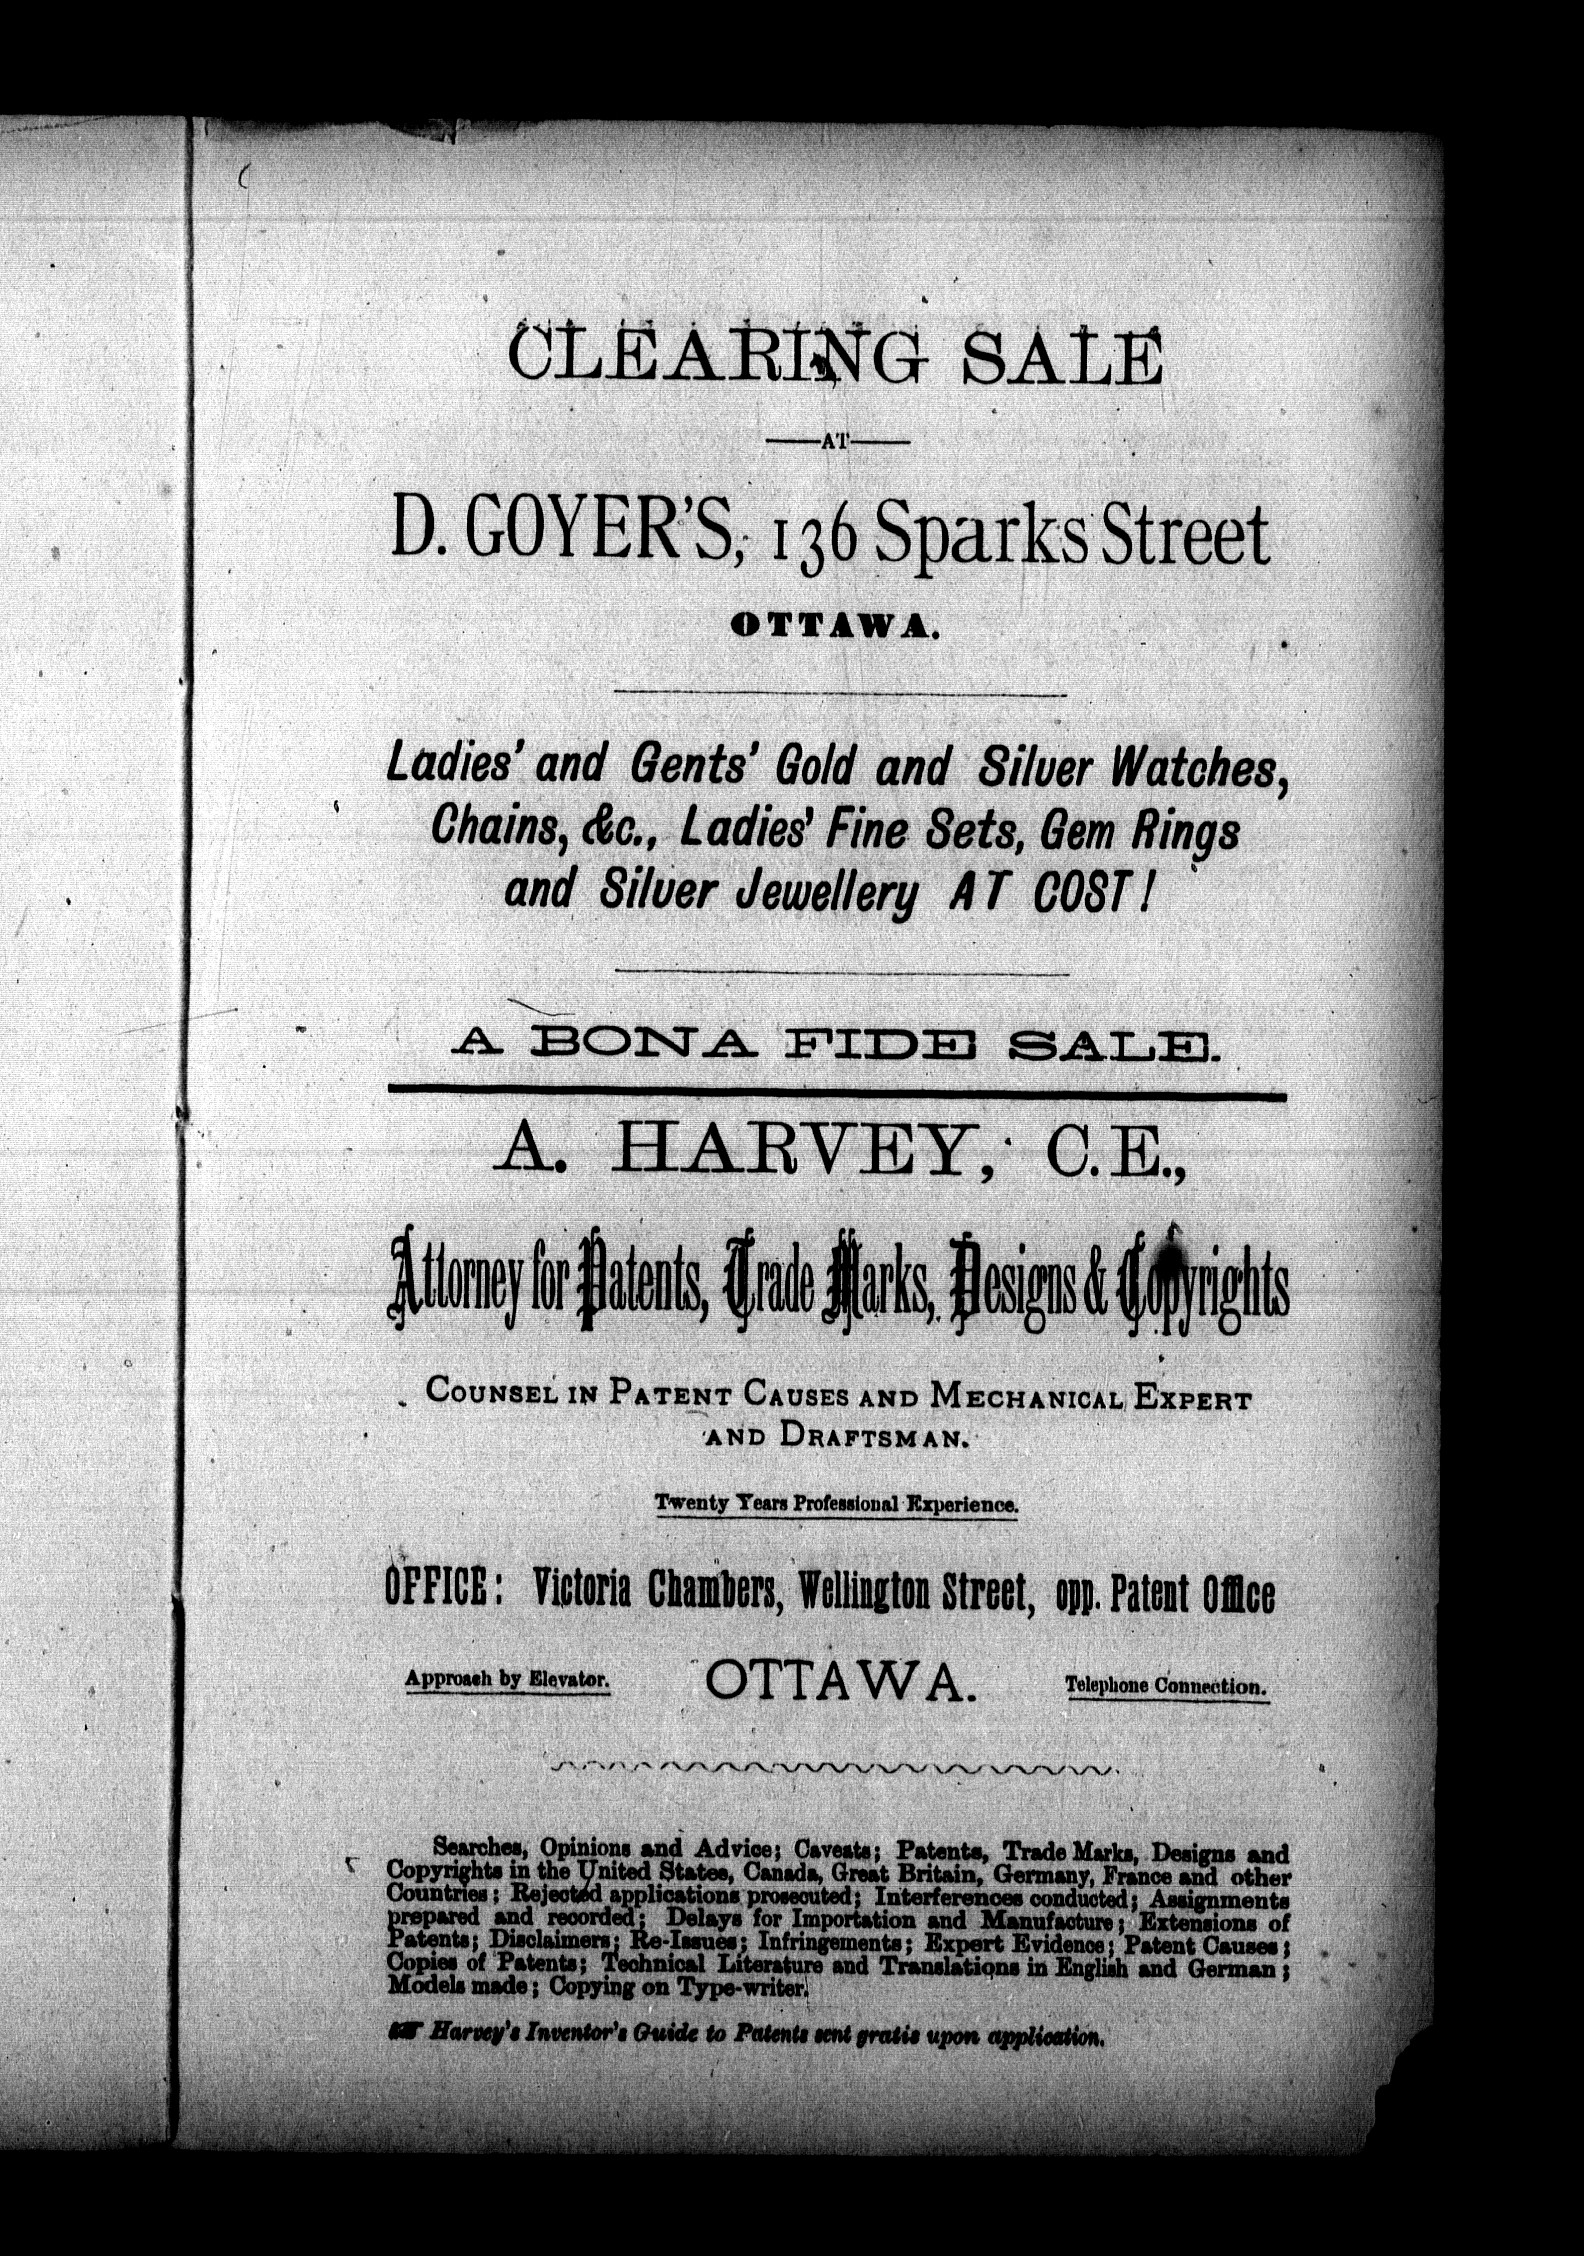 CLEARING SALE
AT
D. GOYER'S, 136 Sparks Street
OTTAWA.
Ladies' and Gents' Gold and Silver Watches,
Chains, &c., Ladies' Fine Sets, Gem Rings
and Silver Jewellery AT COST!
A BONA FIDE SALE.
A. HARVEY, C.E.,
Attorney for Patents, Trade Marks, Designs & Copyrights
COUNSEL IN PATENT CAUSES AND MECHANICAL EXPERT
AND DRAFTSMAN.
Twenty Years Professional Experience.
OFFICE: Victoria Chambers, Wellington Street, opp. Patent Office
Approach by Elevator. OTTAWA. Telephone Connection.
Searches, Opinions and Advice; Caveats; Patents, Trade Marks, Designs and
Copyrights in the United States, Canada, Great Britain, Germany, France and other
Countries; Rejected applications prosecuted; Interferences conducted; Assignments
prepared and recorded; Delays for Importation and Manufacture; Extensions of
Patents; Disclaimers; Re-Issues; Infringements; Expert Evidence; Patent Causes;
Copies of Patents; Technical Literature and Translations in English and German;
Models made; Copying on Type-writer.
☛ Harvey's Inventor's Guide to Patents sent gratis upon application.